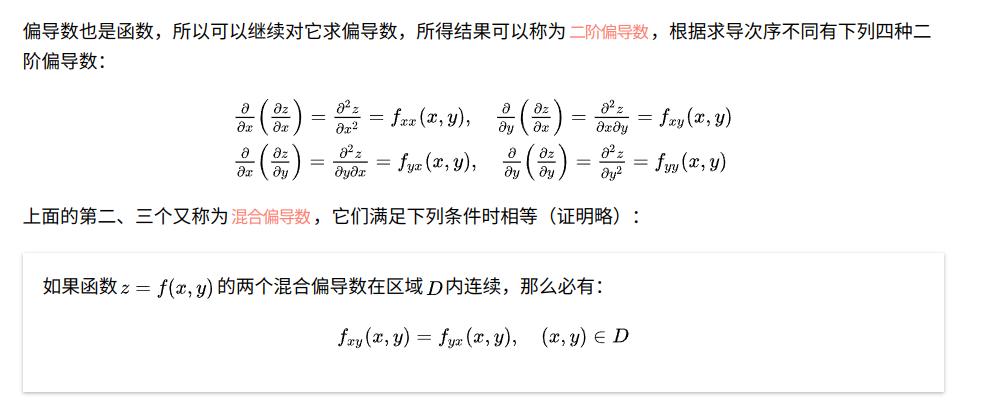 偏导数也是函数，所以可以继续对它求偏导数，所得结果可以称为二阶偏导数，根据求导次序不同有下列四种二
阶偏导数：
$\frac{\partial}{\partial x}\left(\frac{\partial z}{\partial x}\right) = \frac{\partial^2 z}{\partial x^2} = f_{xx}(x,y), \quad \frac{\partial}{\partial y}\left(\frac{\partial z}{\partial x}\right) = \frac{\partial^2 z}{\partial x \partial y} = f_{xy}(x,y)$
$\frac{\partial}{\partial x}\left(\frac{\partial z}{\partial y}\right) = \frac{\partial^2 z}{\partial y \partial x} = f_{yx}(x,y), \quad \frac{\partial}{\partial y}\left(\frac{\partial z}{\partial y}\right) = \frac{\partial^2 z}{\partial y^2} = f_{yy}(x,y)$
上面的第二、三个又称为混合偏导数，它们满足下列条件时相等（证明略）：
如果函数 $z = f(x,y)$ 的两个混合偏导数在区域 $D$ 内连续，那么必有：
$f_{xy}(x,y) = f_{yx}(x,y), \quad (x,y) \in D$